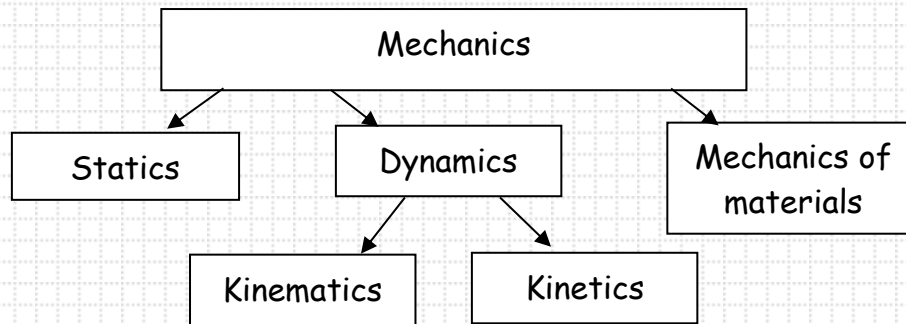 Mechanics
Statics
Dynamics
Mechanics of
materials
Kinematics
Kinetics